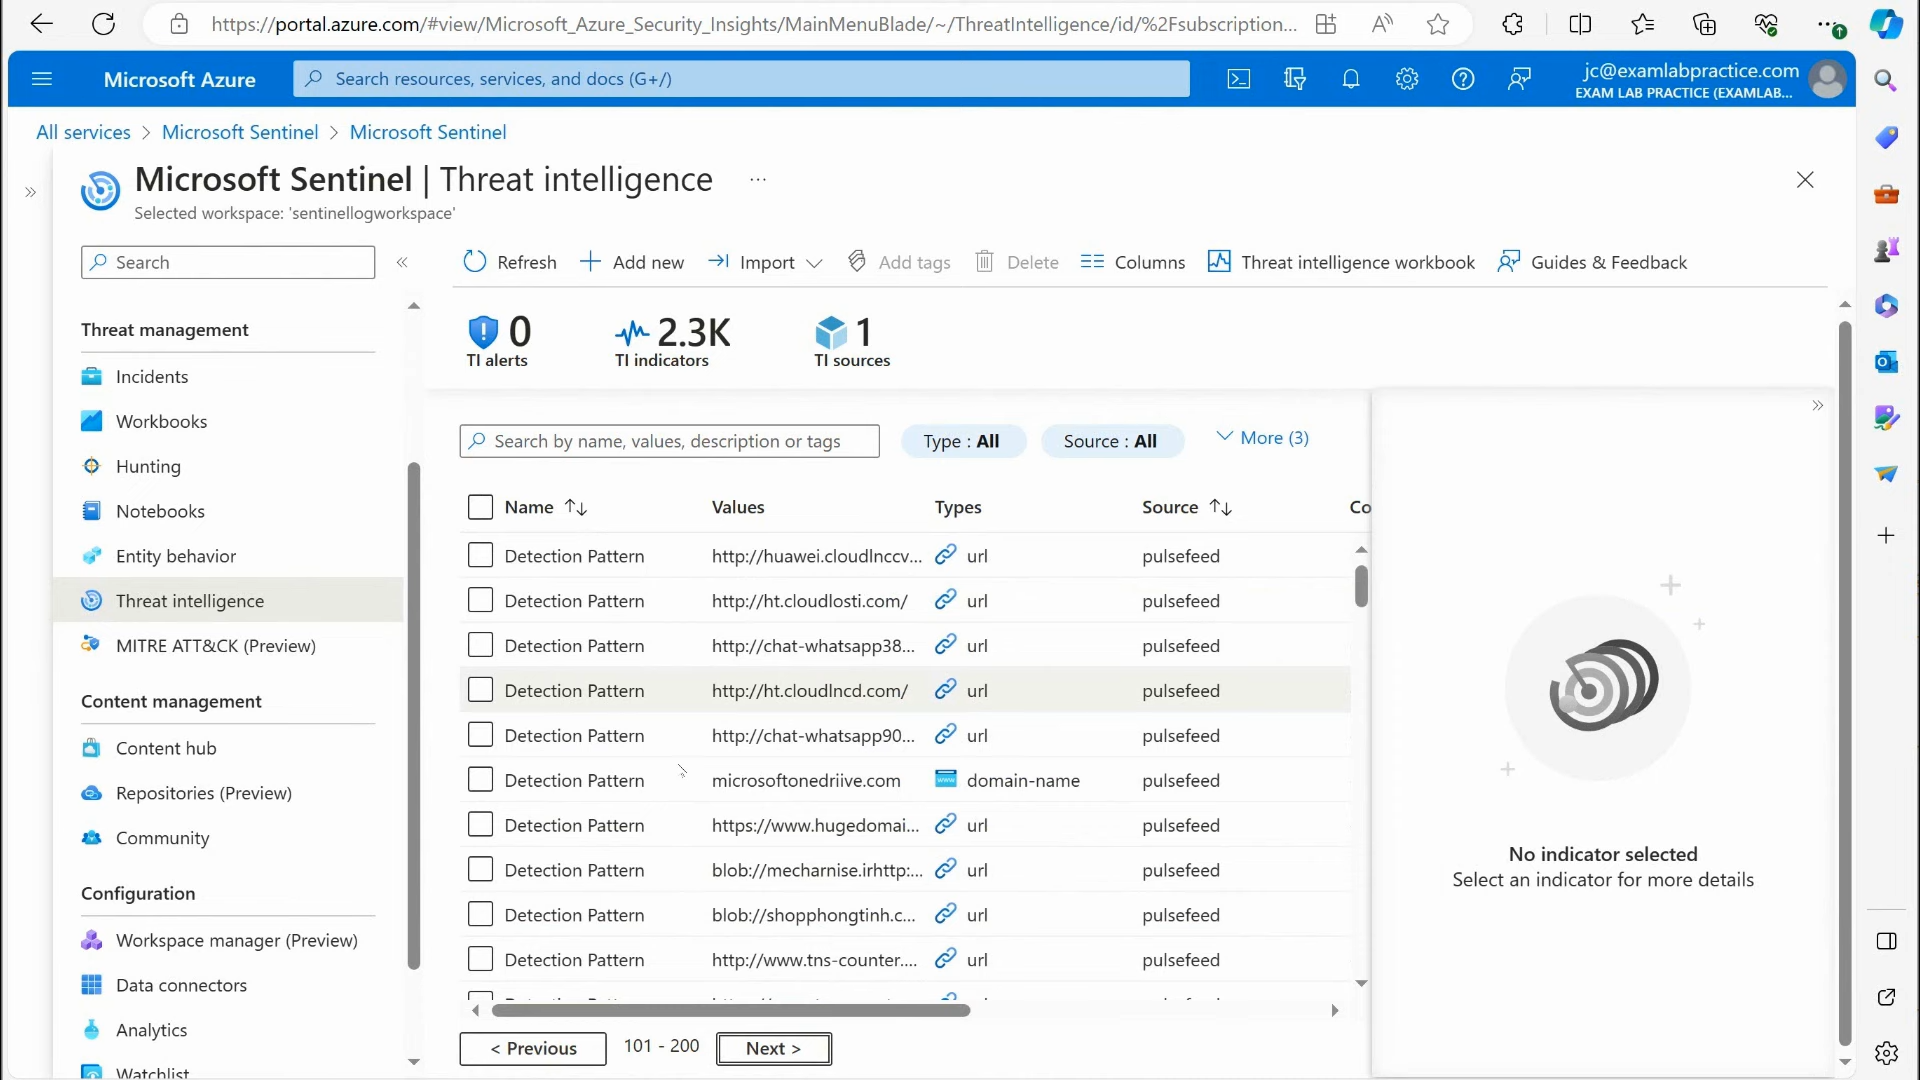 https://portal.azure.com/#view/Microsoft_Azure_Security_Insights/MainMenuBlade/~/ThreatIntelligence/id/%2Fsubscription...
Microsoft Azure
Search resources, services, and docs (G+/)
jc@examlabpractice.com
EXAM LAB PRACTICE (EXAMLAB...
All services > Microsoft Sentinel > Microsoft Sentinel
Microsoft Sentinel | Threat intelligence ...
Selected workspace: 'sentinellogworkspace'
Search
Threat management
Incidents
Workbooks
Hunting
Notebooks
Entity behavior
Threat intelligence
MITRE ATT&CK (Preview)
Content management
Content hub
Repositories (Preview)
Community
Configuration
Workspace manager (Preview)
Data connectors
Analytics
Watchlist
Refresh Add new Import Add tags Delete Columns Threat intelligence workbook Guides & Feedback
0 2.3K 1
TI alerts TI indicators TI sources
Search by name, values, description or tags Type : All Source : All More (3)
Name Values Types Source Co
Detection Pattern http://huawei.cloudlnccv... url pulsefeed
Detection Pattern http://ht.cloudlosti.com/ url pulsefeed
Detection Pattern http://chat-whatsapp38... url pulsefeed
Detection Pattern http://ht.cloudlncd.com/ url pulsefeed
Detection Pattern http://chat-whatsapp90... url pulsefeed
Detection Pattern microsoftonedriive.com domain-name pulsefeed
Detection Pattern https://www.hugedomai... url pulsefeed
Detection Pattern blob://mecharnise.irhttp:... url pulsefeed
Detection Pattern blob://shopphongtinh.c... url pulsefeed
Detection Pattern http://www.tns-counter.... url pulsefeed
< Previous 101 - 200 Next >
No indicator selected
Select an indicator for more details